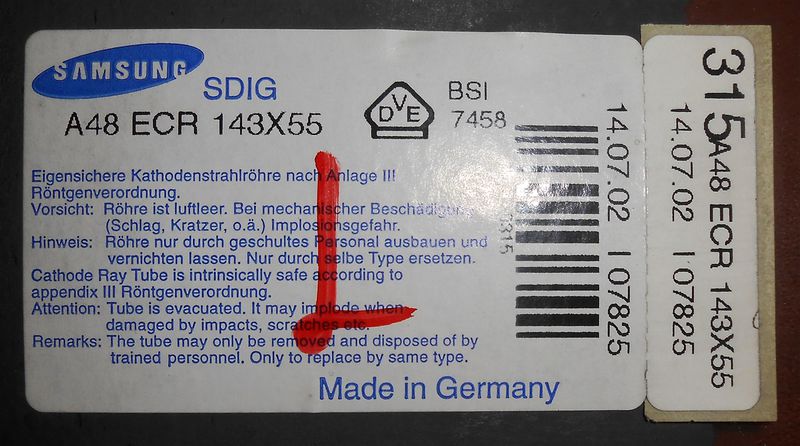 SAMSUNG
SDIG
A48 ECR 143X55
DVE
BSI
7458
Eigensichere Kathodenstrahlröhre nach Anlage III
Röntgenverordnung.
Vorsicht: Röhre ist luftleer. Bei mechanischer Beschädigung
(Schlag, Kratzer, o.ä.) Implosionsgefahr.
Hinweis: Röhre nur durch geschultes Personal ausbauen und
vernichten lassen. Nur durch selbe Type ersetzen.
Cathode Ray Tube is intrinsically safe according to
appendix III Röntgenverordnung.
Attention: Tube is evacuated. It may implode when
damaged by impacts, scratches etc.
Remarks: The tube may only be removed and disposed of by
trained personnel. Only to replace by same type.
Made in Germany
14.07.02 I 07825
315
A48 ECR 143X55
14.07.02 I 07825